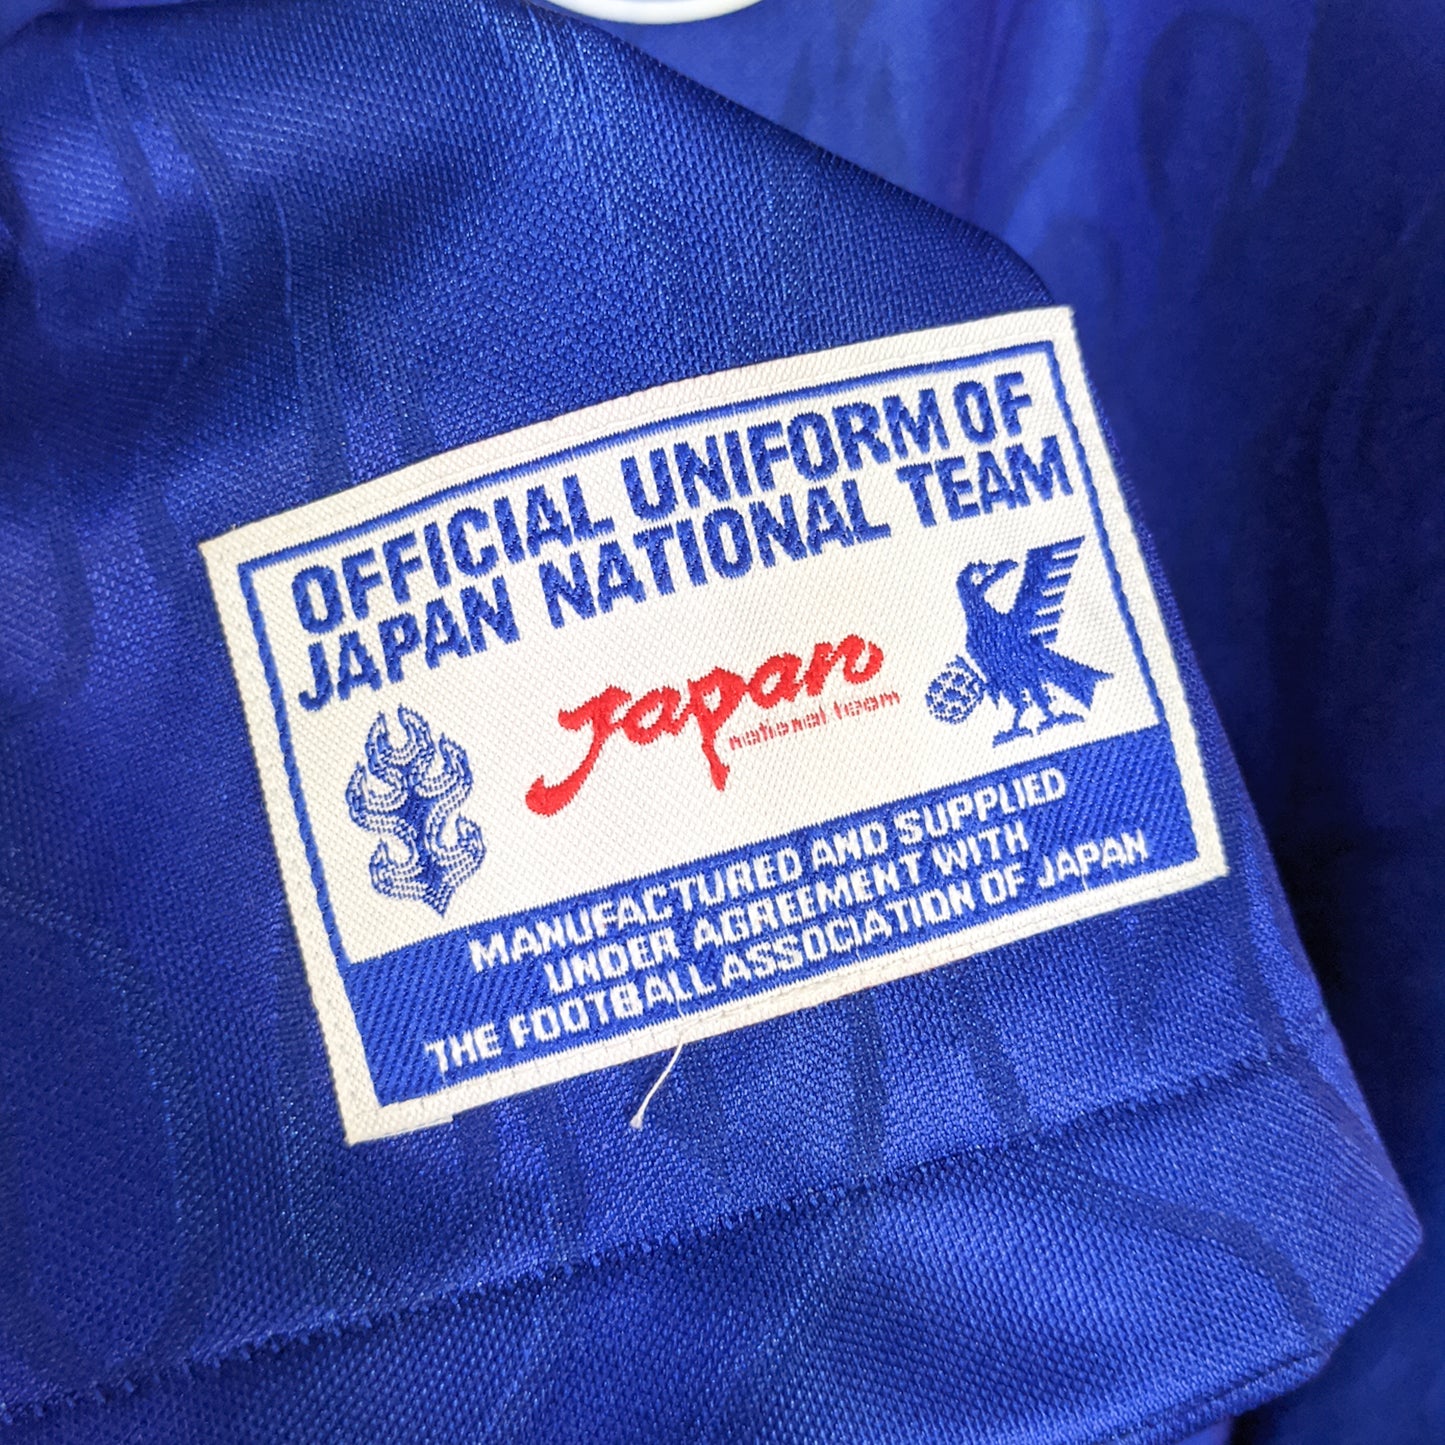 OFFICIAL UNIFORM OF
JAPAN NATIONAL TEAM
Japan
national team
MANUFACTURED AND SUPPLIED
UNDER AGREEMENT WITH
THE FOOTBALL ASSOCIATION OF JAPAN